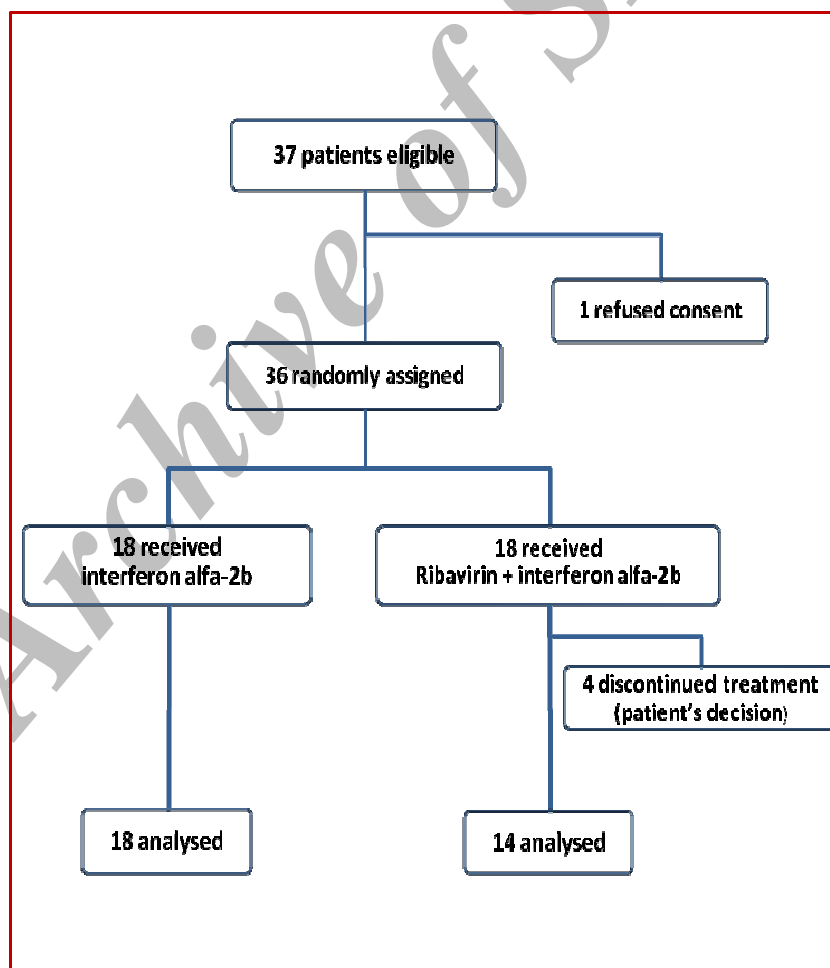 Archive of S
37 patients eligible
1 refused consent
36 randomly assigned
18 received
interferon alfa-2b
18 received
Ribavirin + interferon alfa-2b
4 discontinued treatment
(patient's decision)
18 analysed
14 analysed